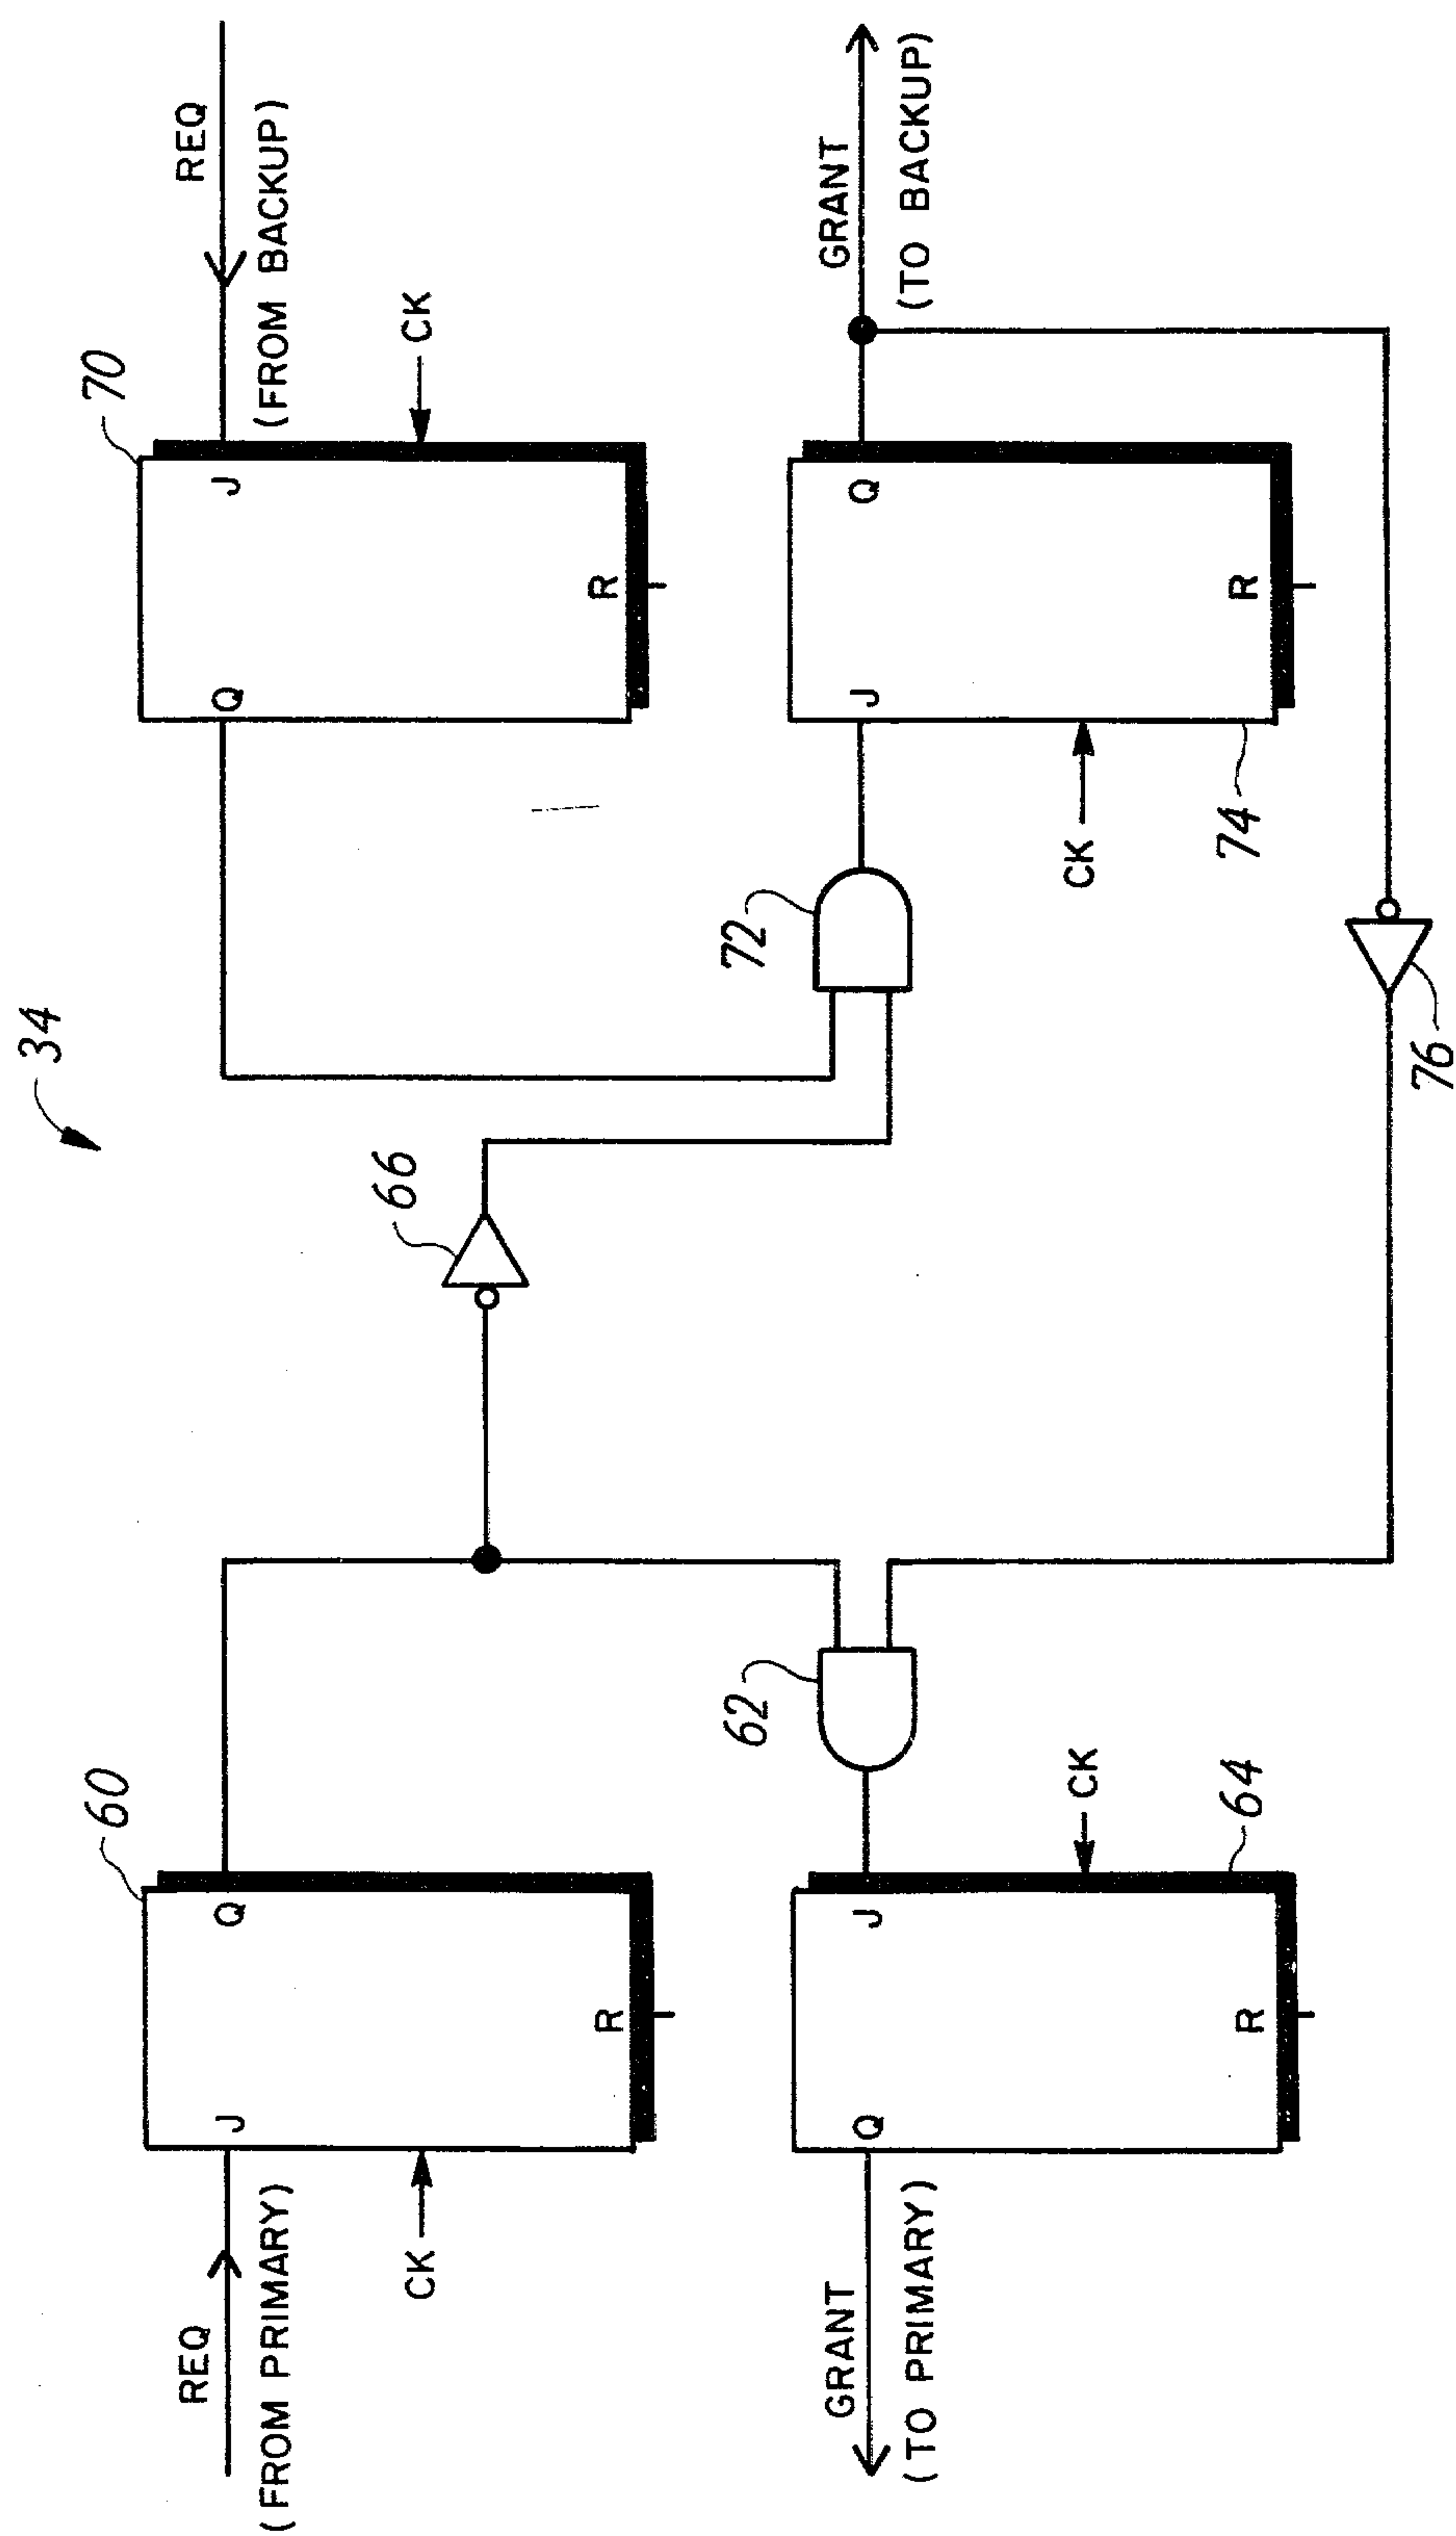 34
60
70
REQ
(FROM PRIMARY)
J
Q
CK
R
66
Q
J
REQ
(FROM BACKUP)
CK
R
62
72
GRANT
(TO PRIMARY)
Q
J
CK
R
64
J
Q
CK
R
74
GRANT
(TO BACKUP)
76